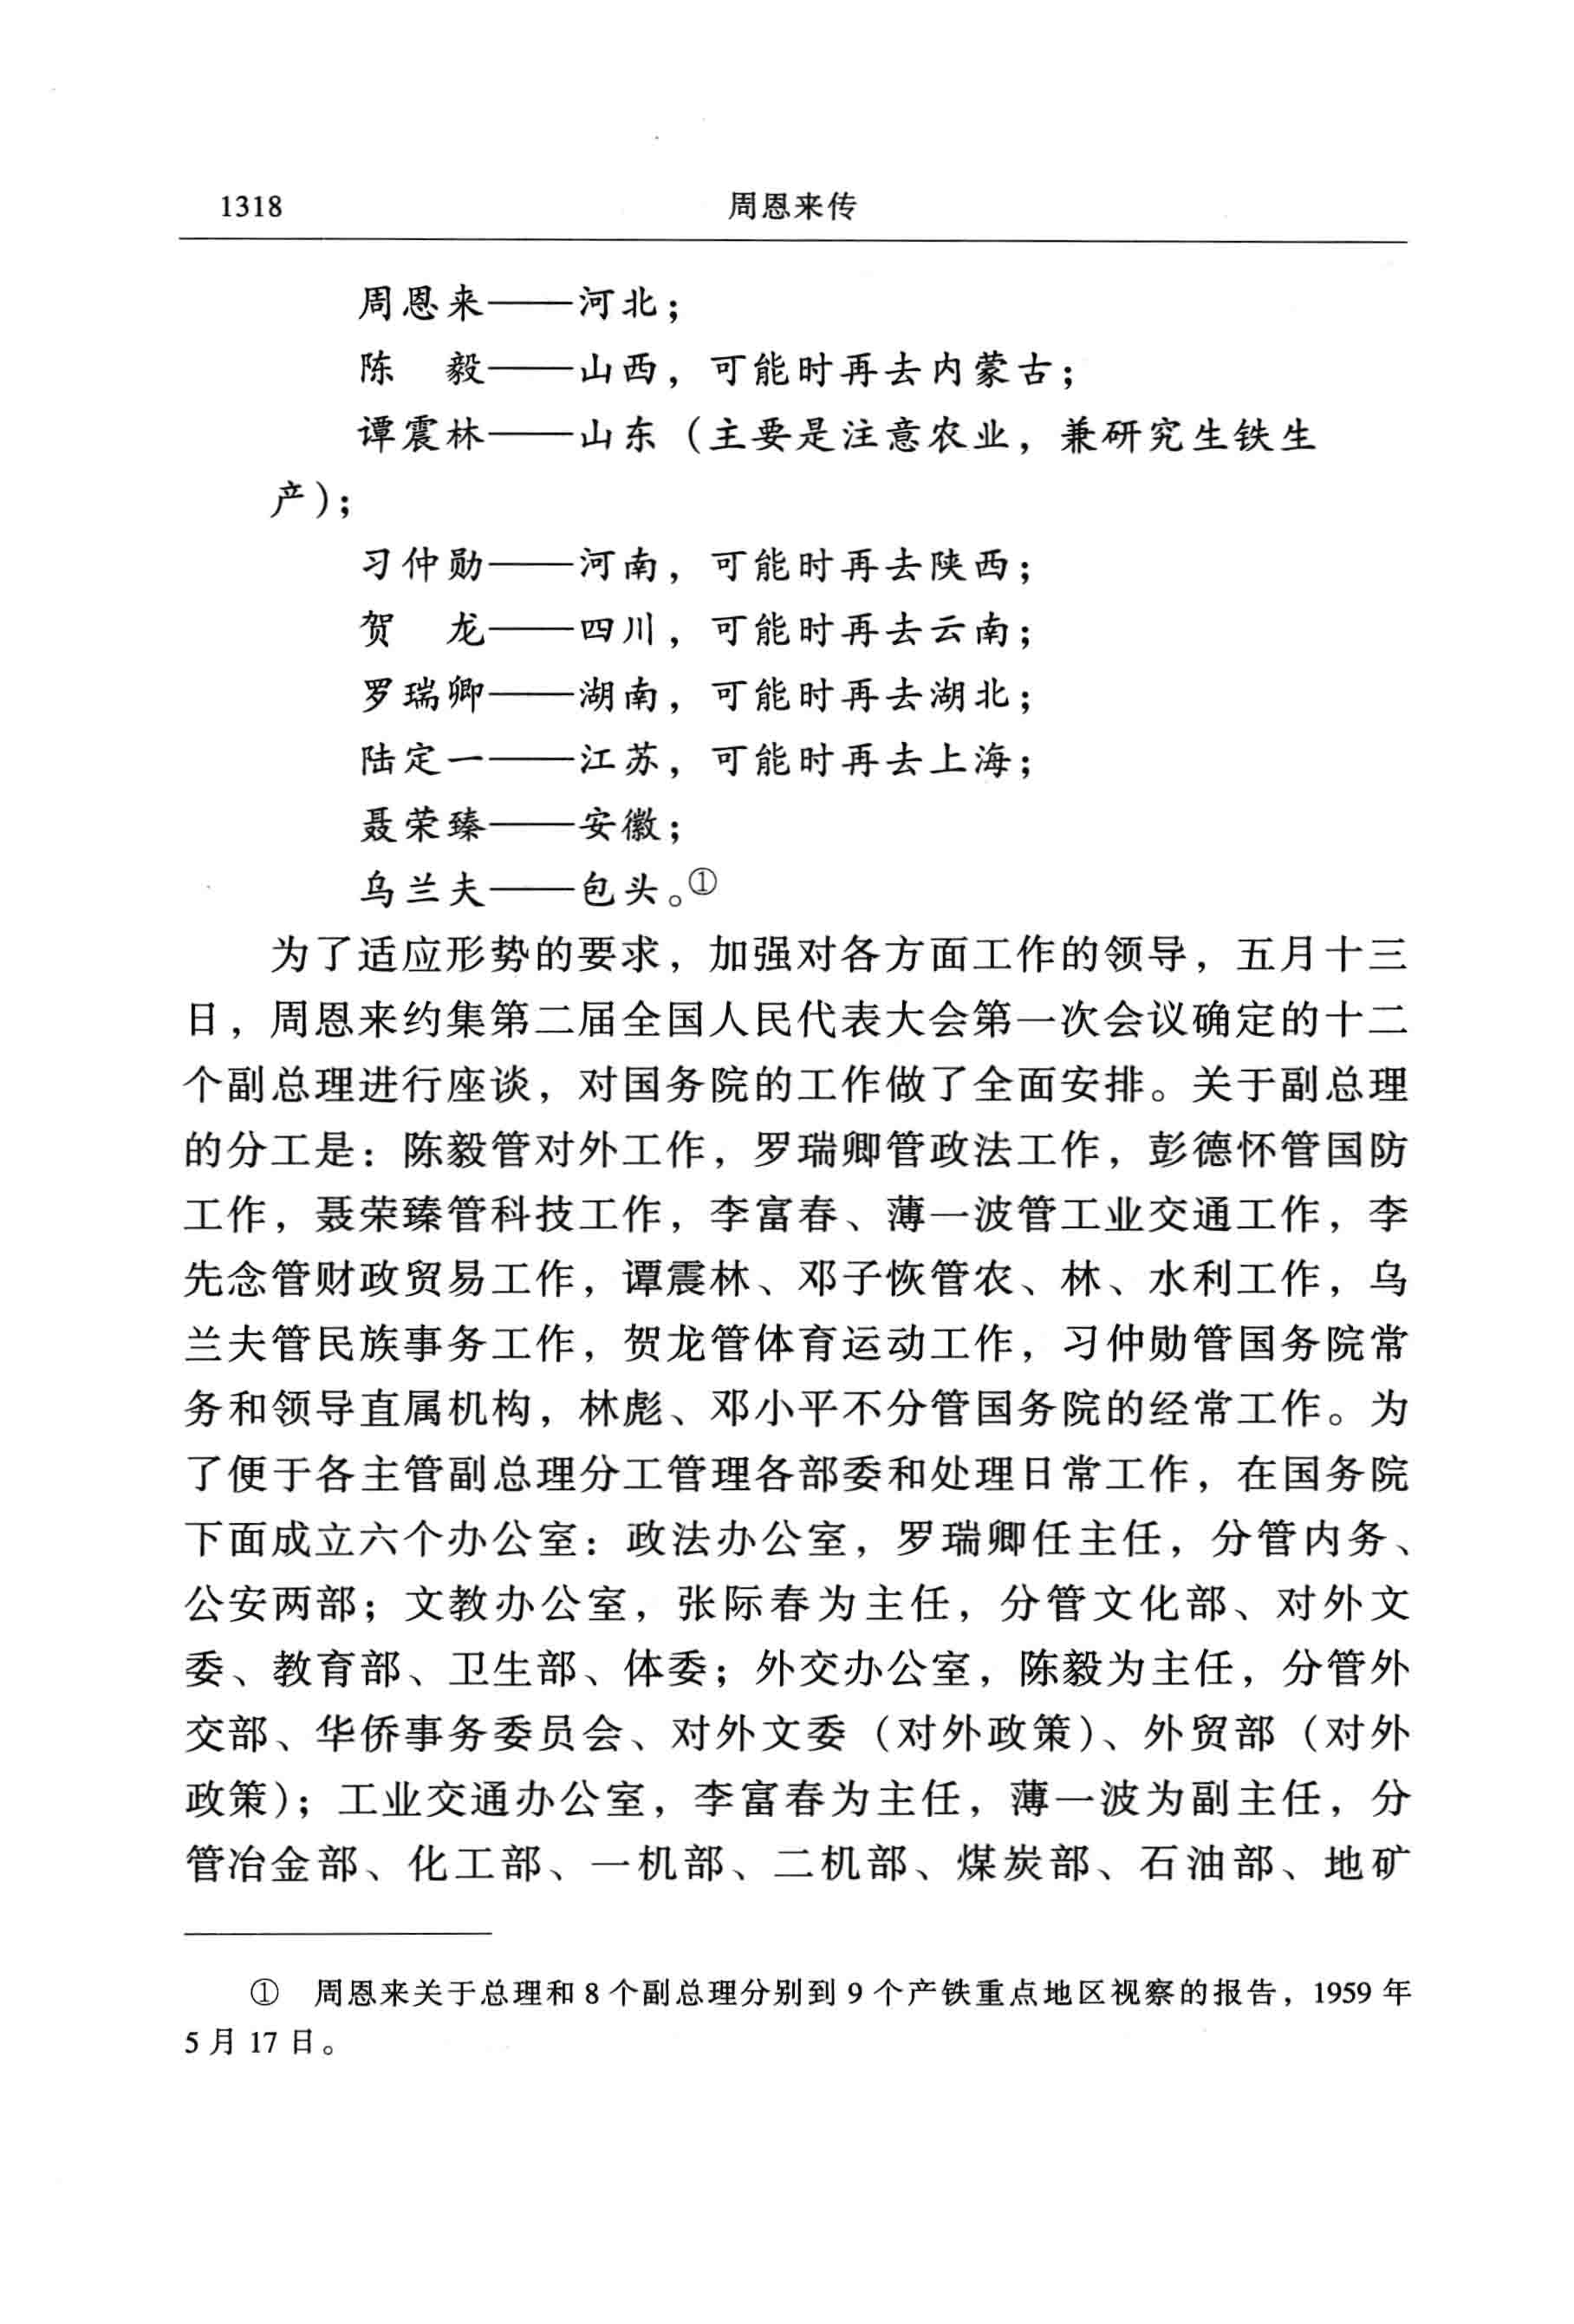 1318 周恩来传
周恩来——河北；
陈　毅——山西，可能时再去内蒙古；
谭震林——山东（主要是注意农业，兼研究生铁生
产）；
习仲勋——河南，可能时再去陕西；
贺　龙——四川，可能时再去云南；
罗瑞卿——湖南，可能时再去湖北；
陆定一——江苏，可能时再去上海；
聂荣臻——安徽；
乌兰夫——包头。①
为了适应形势的要求，加强对各方面工作的领导，五月十三
日，周恩来约集第二届全国人民代表大会第一次会议确定的十二
个副总理进行座谈，对国务院的工作做了全面安排。关于副总理
的分工是：陈毅管对外工作，罗瑞卿管政法工作，彭德怀管国防
工作，聂荣臻管科技工作，李富春、薄一波管工业交通工作，李
先念管财政贸易工作，谭震林、邓子恢管农、林、水利工作，乌
兰夫管民族事务工作，贺龙管体育运动工作，习仲勋管国务院常
务和领导直属机构，林彪、邓小平不分管国务院的经常工作。为
了便于各主管副总理分工管理各部委和处理日常工作，在国务院
下面成立六个办公室：政法办公室，罗瑞卿任主任，分管内务、
公安两部；文教办公室，张际春为主任，分管文化部、对外文
委、教育部、卫生部、体委；外交办公室，陈毅为主任，分管外
交部、华侨事务委员会、对外文委（对外政策）、外贸部（对外
政策）；工业交通办公室，李富春为主任，薄一波为副主任，分
管冶金部、化工部、一机部、二机部、煤炭部、石油部、地矿
①　周恩来关于总理和 8 个副总理分别到 9 个产铁重点地区视察的报告，1959 年
5 月 17 日。